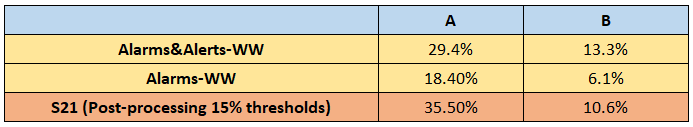 A B
Alarms&Alerts-WW 29.4% 13.3%
Alarms-WW 18.40% 6.1%
S21 (Post-processing 15% thresholds) 35.50% 10.6%